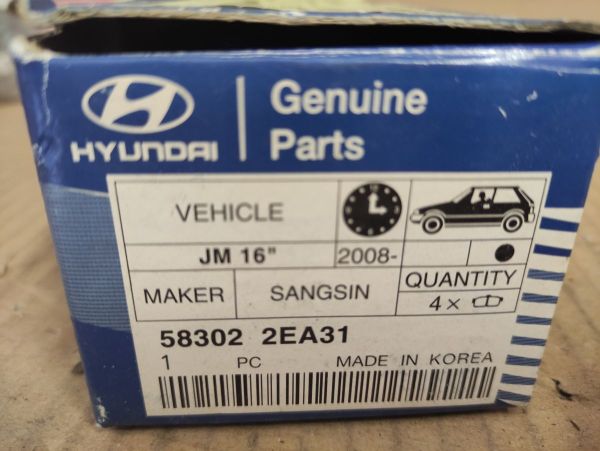 Genuine
HYUNDAI Parts
VEHICLE
JM 16" 2008-
MAKER SANGSIN QUANTITY
4×
58302 2EA31
1 PC MADE IN KOREA